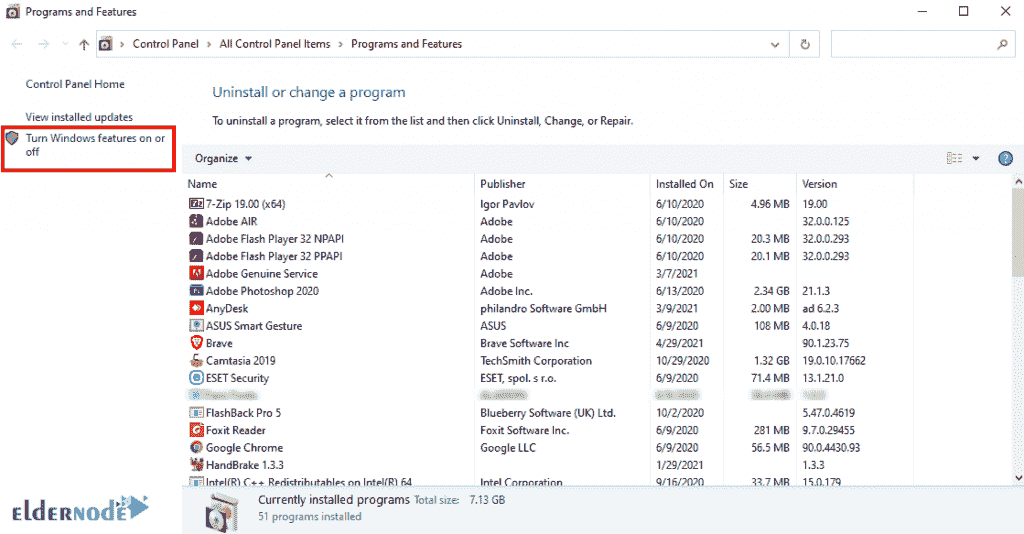 Programs and Features
Control Panel > All Control Panel Items > Programs and Features
Control Panel Home
View installed updates
Turn Windows features on or
off
Uninstall or change a program
To uninstall a program, select it from the list and then click Uninstall, Change, or Repair.
Organize
Name Publisher Installed On Size Version
7-Zip 19.00 (x64) Igor Pavlov 6/10/2020 4.96 MB 19.00
Adobe AIR Adobe 6/10/2020 32.0.0.125
Adobe Flash Player 32 NPAPI Adobe 6/10/2020 20.3 MB 32.0.0.293
Adobe Flash Player 32 PPAPI Adobe 6/10/2020 20.1 MB 32.0.0.293
Adobe Genuine Service Adobe 3/7/2021
Adobe Photoshop 2020 Adobe Inc. 6/13/2020 2.34 GB 21.1.3
AnyDesk philandro Software GmbH 3/9/2021 2.00 MB ad 6.2.3
ASUS Smart Gesture ASUS 6/9/2020 108 MB 4.0.18
Brave Brave Software Inc 4/29/2021 90.1.23.75
Camtasia 2019 TechSmith Corporation 10/29/2020 1.32 GB 19.0.10.17662
ESET Security ESET, spol. s r.o. 6/9/2020 71.4 MB 13.1.21.0
FlashBack Pro 5 Blueberry Software (UK) Ltd. 10/2/2020 5.47.0.4619
Foxit Reader Foxit Software Inc. 6/9/2020 281 MB 9.7.0.29455
Google Chrome Google LLC 6/9/2020 56.5 MB 90.0.4430.93
HandBrake 1.3.3 1/29/2021 1.3.3
Intel(R) C++ Redistributables on Intel(R) 64 Intel Corporation 9/16/2020 33.7 MB 15.0.179
Currently installed programs Total size: 7.13 GB
51 programs installed
eldernode